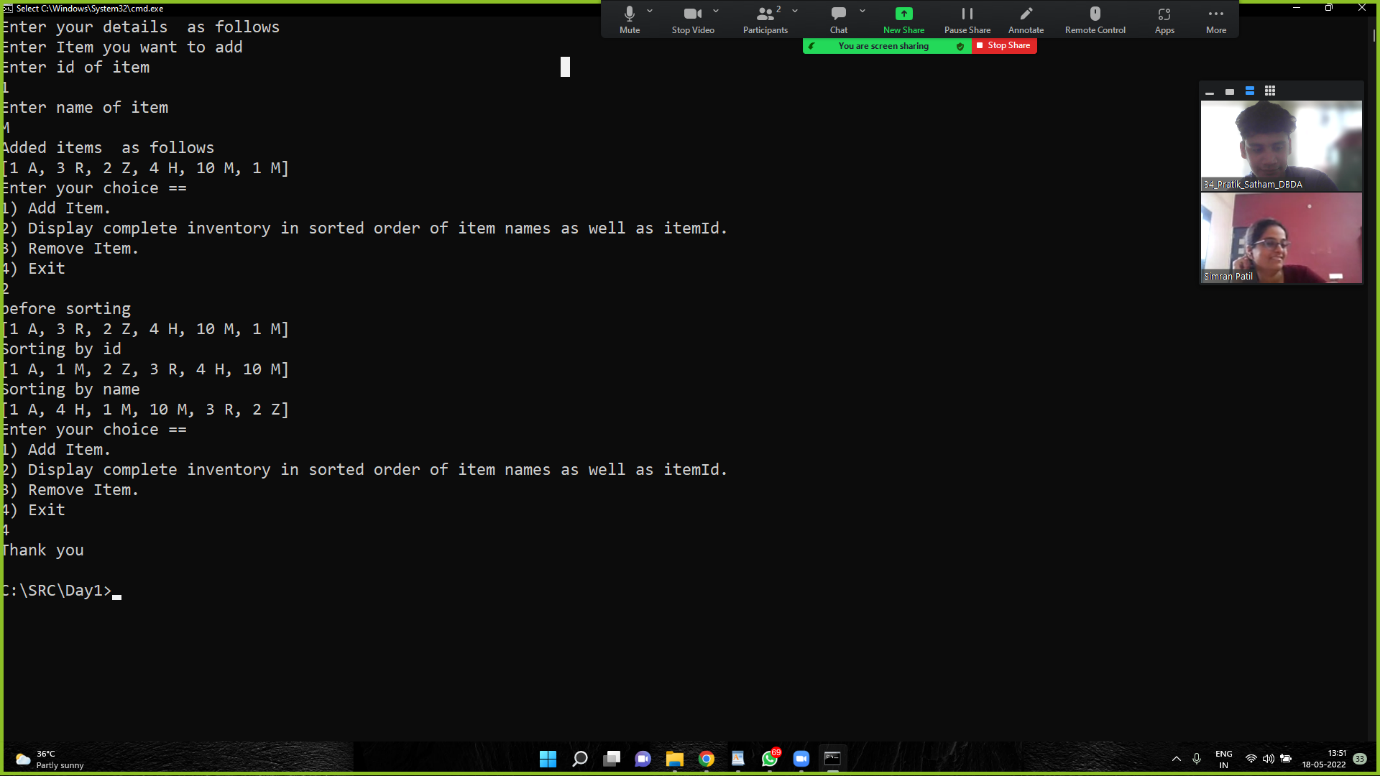 Select C:\Windows\System32\cmd.exe
Enter your details  as follows
Enter Item you want to add
Enter id of item
1
Enter name of item
M
Added items  as follows
[1 A, 3 R, 2 Z, 4 H, 10 M, 1 M]
Enter your choice ==
1) Add Item.
2) Display complete inventory in sorted order of item names as well as itemId.
3) Remove Item.
4) Exit
2
before sorting
[1 A, 3 R, 2 Z, 4 H, 10 M, 1 M]
Sorting by id
[1 A, 1 M, 2 Z, 3 R, 4 H, 10 M]
Sorting by name
[1 A, 4 H, 1 M, 10 M, 3 R, 2 Z]
Enter your choice ==
1) Add Item.
2) Display complete inventory in sorted order of item names as well as itemId.
3) Remove Item.
4) Exit
4
Thank you
C:\SRC\Day1>
2
Mute Stop Video Participants Chat New Share Pause Share Annotate Remote Control Apps More
You are screen sharing Stop Share
34_Pratik_Satham_DBDA
Simran Patil
36°C
Partly sunny
69
ENG
IN
13:51
18-05-2022
33